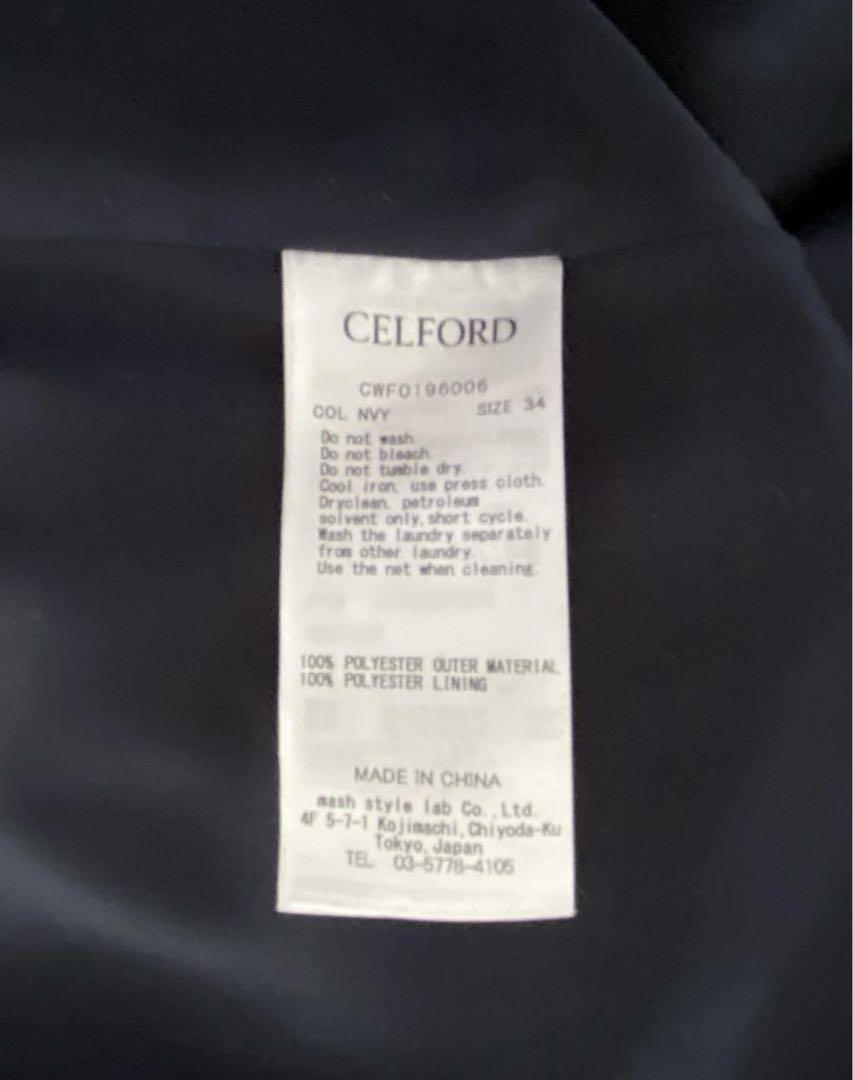 CELFORD
CWF0196006
COL NVY SIZE 34
Do not wash.
Do not bleach.
Do not tumble dry.
Cool iron, use press cloth.
Dryclean, petroleum
solvent only, short cycle.
Wash the laundry separately
from other laundry.
Use the net when cleaning.
100% POLYESTER OUTER MATERIAL
100% POLYESTER LINING
MADE IN CHINA
mash style lab Co.,Ltd.
4F 5-7-1 Kojimachi,Chiyoda-Ku
Tokyo,Japan
TEL 03-5778-4105